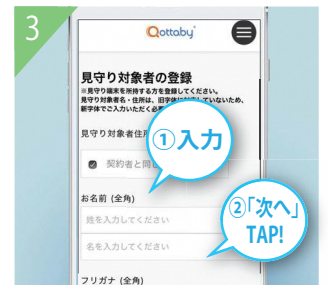 3
Qottaby
見守り対象者の登録
※見守り端末を所持する方を登録してください。
見守り対象者名・住所は、旧字体に対応していないため、
新字体でご入力いただく必
見守り対象者住
①入力
契約者と同
お名前 (全角)
姓を入力してください
②「次へ」
TAP!
名を入力してください
フリガナ (全角)